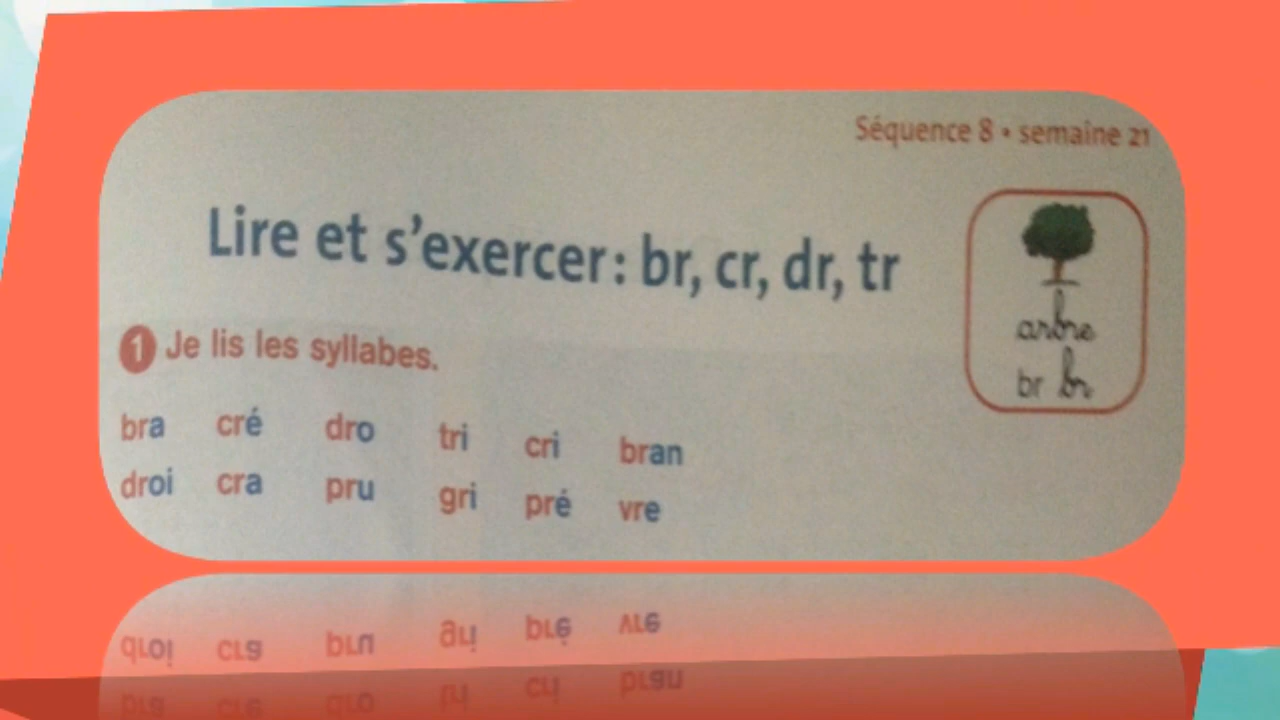 Séquence 8 • semaine 21
Lire et s'exercer : br, cr, dr, tr
arbre
br br
1 Je lis les syllabes.
bra cré dro tri cri bran
droi cra pru gri pré vre